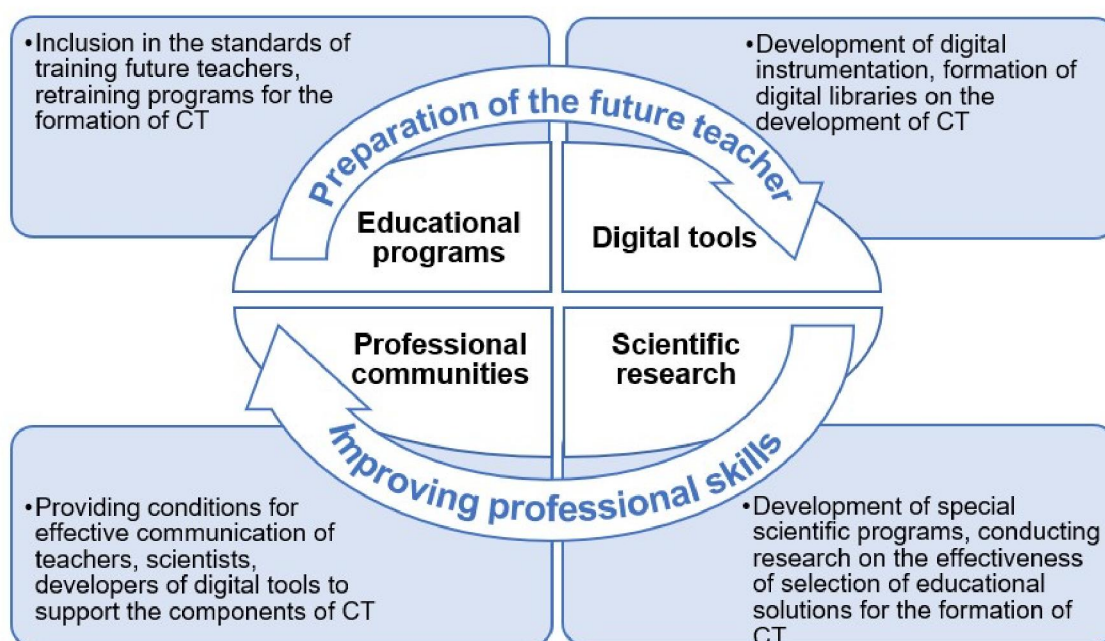 •Inclusion in the standards of
training future teachers,
retraining programs for the
formation of CT
•Development of digital
instrumentation, formation of
digital libraries on the
development of CT
Preparation of the future teacher
Educational
programs
Digital tools
Professional
communities
Scientific
research
Improving professional skills
•Providing conditions for
effective communication of
teachers, scientists,
developers of digital tools to
support the components of CT
•Development of special
scientific programs, conducting
research on the effectiveness
of selection of educational
solutions for the formation of
CT